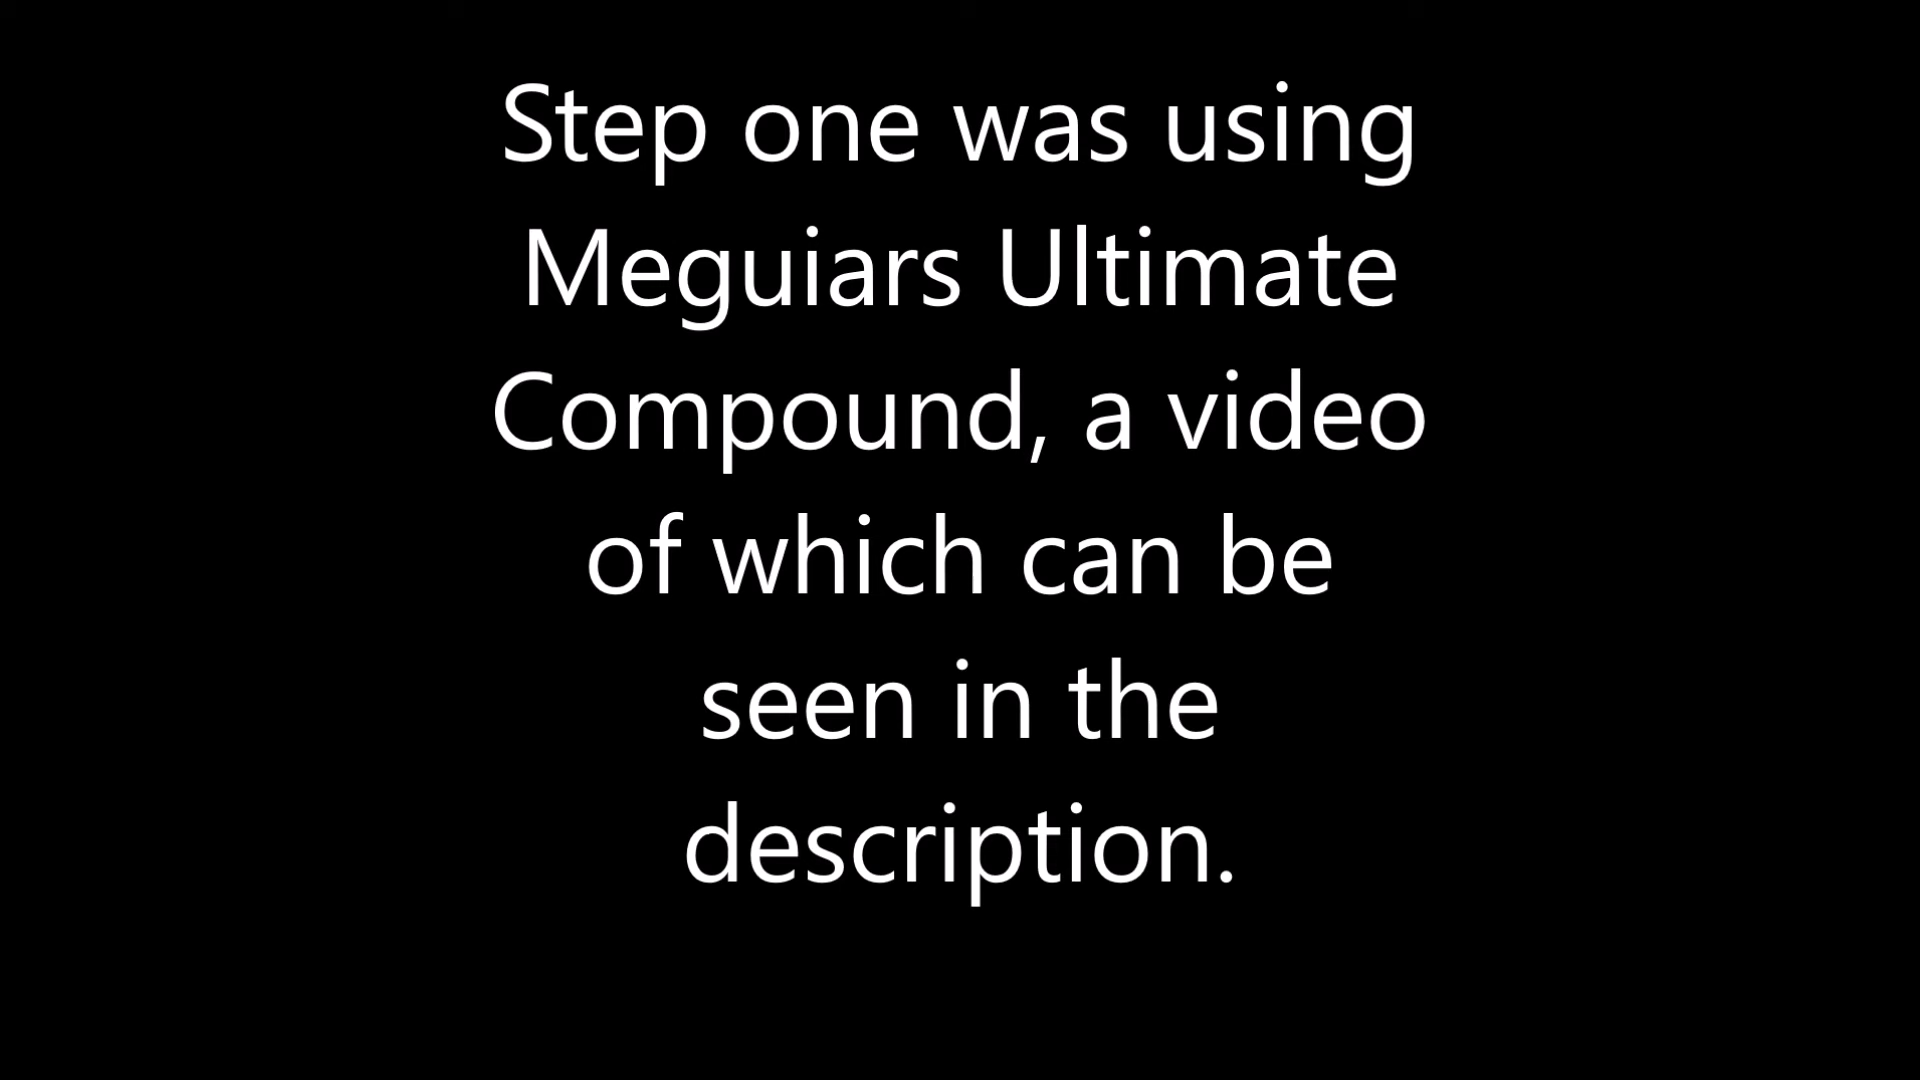 Step one was using
Meguiars Ultimate
Compound, a video
of which can be
seen in the
description.